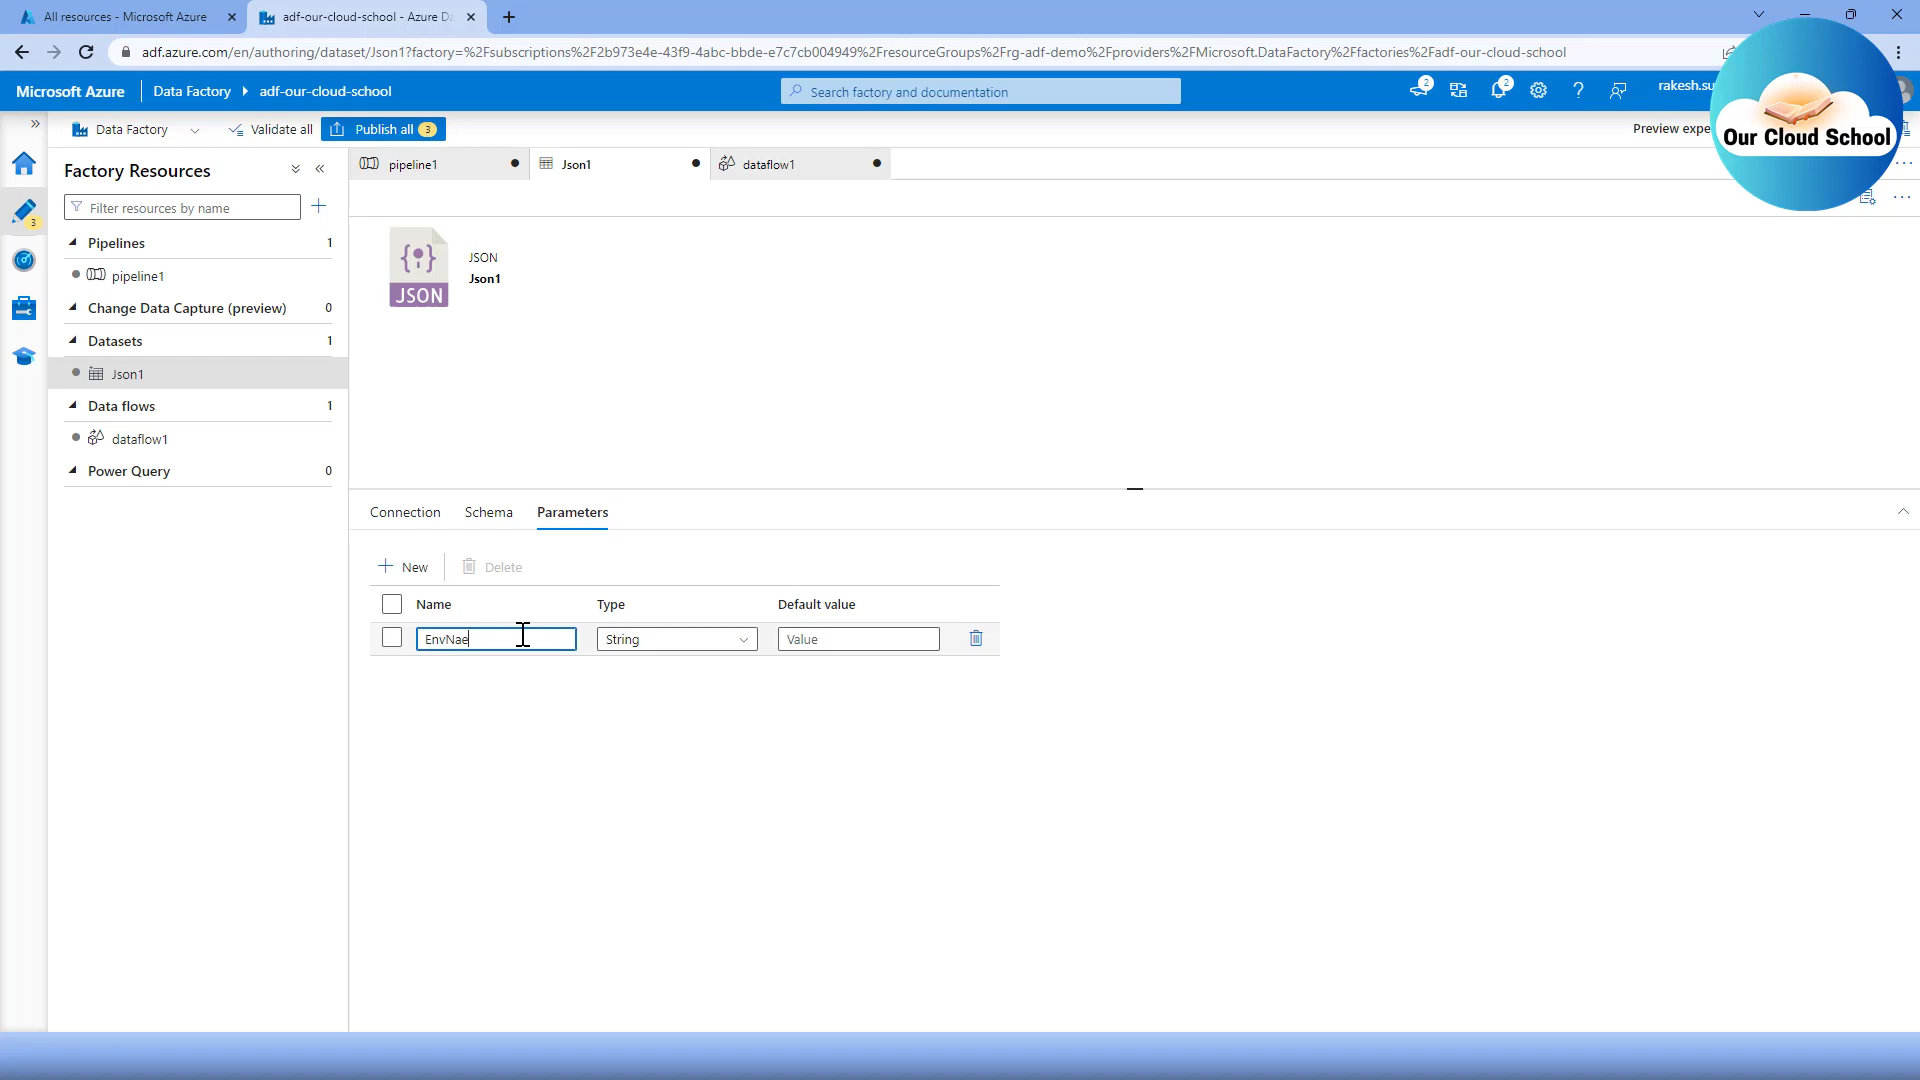 All resources - Microsoft Azure
adf-our-cloud-school - Azure Da
adf.azure.com/en/authoring/dataset/Json1?factory=%2Fsubscriptions%2F2b973e4e-43f9-4abc-bbde-e7c7cb004949%2FresourceGroups%2Frg-adf-demo%2Fproviders%2FMicrosoft.DataFactory%2Ffactories%2Fadf-our-cloud-school
Microsoft Azure
Data Factory
adf-our-cloud-school
Search factory and documentation
2
2
rakesh.su
Data Factory
Validate all
Publish all 3
Preview expe
Our Cloud School
Factory Resources
Filter resources by name
3
Pipelines 1
pipeline1
Change Data Capture (preview) 0
Datasets 1
Json1
Data flows 1
dataflow1
Power Query 0
pipeline1
Json1
dataflow1
JSON
JSON
Json1
Connection
Schema
Parameters
New
Delete
Name Type Default value
EnvNae String Value